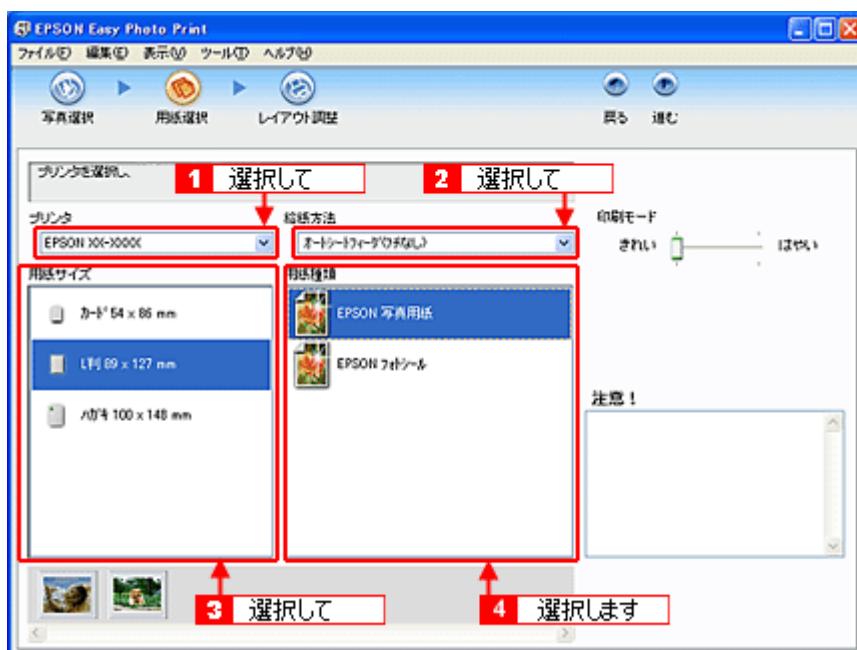 EPSON Easy Photo Print
ファイル(F) 編集(E) 表示(V) ツール(T) ヘルプ(H)
写真選択 用紙選択 レイアウト調整 戻る 進む
プリンタを選択し、
1 選択して 2 選択して
プリンタ 給紙方法 印刷モード
EPSON XX-XXXX オートシートフィーダ(フチなし) きれい はやい
用紙サイズ 用紙種類
カード 54 x 86 mm EPSON 写真用紙
L判 89 x 127 mm EPSON フォトシール
ハガキ 100 x 148 mm
注意!
3 選択して 4 選択します